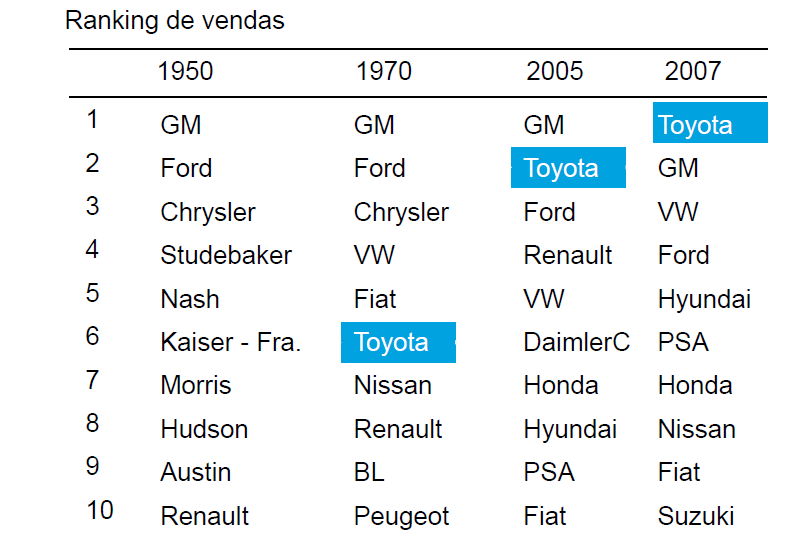 Ranking de vendas
1950 1970 2005 2007
1 GM GM GM Toyota
2 Ford Ford Toyota GM
3 Chrysler Chrysler Ford VW
4 Studebaker VW Renault Ford
5 Nash Fiat VW Hyundai
6 Kaiser - Fra. Toyota DaimlerC PSA
7 Morris Nissan Honda Honda
8 Hudson Renault Hyundai Nissan
9 Austin BL PSA Fiat
10 Renault Peugeot Fiat Suzuki